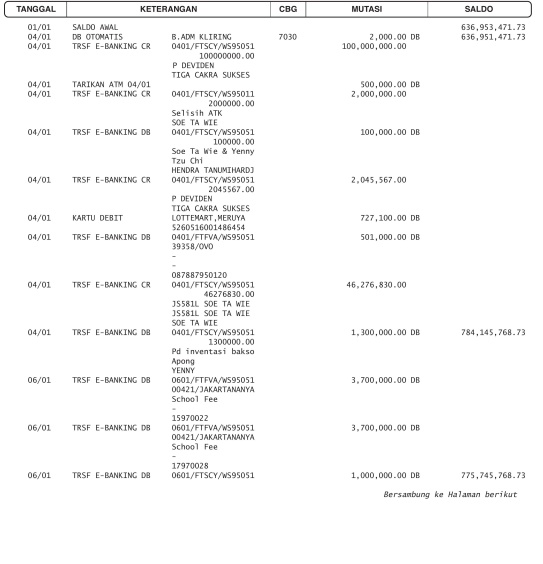 TANGGAL KETERANGAN CBG MUTASI SALDO
01/01 SALDO AWAL 636,953,471.73
04/01 DB OTOMATIS B.ADM KLIRING 7030 2,000.00 DB 636,951,471.73
04/01 TRSF E-BANKING CR 0401/FTSCY/WS95051 100,000,000.00
100000000.00
P DEVIDEN
TIGA CAKRA SUKSES
04/01 TARIKAN ATM 04/01 500,000.00 DB
04/01 TRSF E-BANKING CR 0401/FTSCY/WS95011 2,000,000.00
2000000.00
Selisih ATK
SOE TA WIE
04/01 TRSF E-BANKING DB 0401/FTSCY/WS95051 100,000.00 DB
100000.00
Soe Ta Wie & Yenny
Tzu Chi
HENDRA TANUMIHARDJ
04/01 TRSF E-BANKING CR 0401/FTSCY/WS95051 2,045,567.00
2045567.00
P DEVIDEN
TIGA CAKRA SUKSES
04/01 KARTU DEBIT LOTTEMART,MERUYA 727,100.00 DB
5260516001486454
04/01 TRSF E-BANKING DB 0401/FTFVA/WS95051 501,000.00 DB
39358/OVO
-
-
087887950120
04/01 TRSF E-BANKING CR 0401/FTSCY/WS95051 46,276,830.00
46276830.00
JS581L SOE TA WIE
JS581L SOE TA WIE
SOE TA WIE
04/01 TRSF E-BANKING DB 0401/FTSCY/WS95051 1,300,000.00 DB 784,145,768.73
1300000.00
Pd inventasi bakso
Apong
YENNY
06/01 TRSF E-BANKING DB 0601/FTFVA/WS95051 3,700,000.00 DB
00421/JAKARTANANYA
School Fee
-
15970022
06/01 TRSF E-BANKING DB 0601/FTFVA/WS95051 3,700,000.00 DB
00421/JAKARTANANYA
School Fee
-
17970028
06/01 TRSF E-BANKING DB 0601/FTSCY/WS95051 1,000,000.00 DB 775,745,768.73
Bersambung ke Halaman berikut